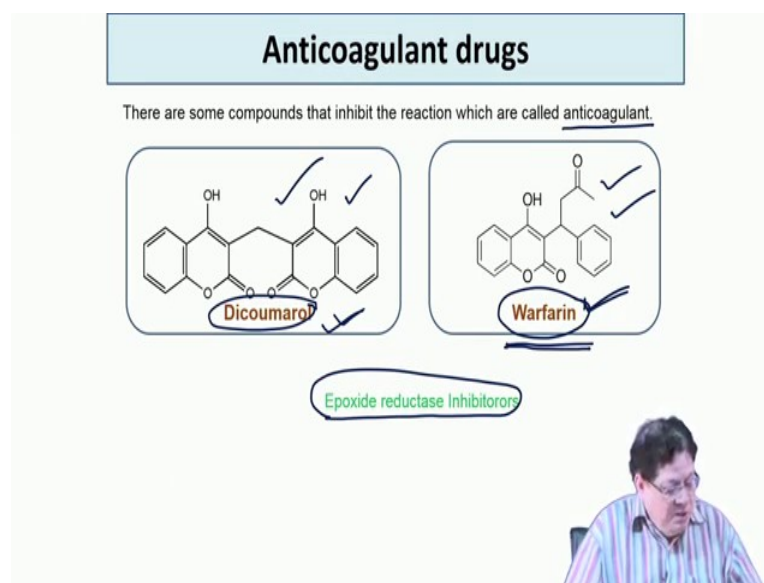 Anticoagulant drugs
There are some compounds that inhibit the reaction which are called anticoagulant.
OH
OH
O
O
O
O
Dicoumarol
O
OH
O
O
Warfarin
Epoxide reductase Inhibitorors